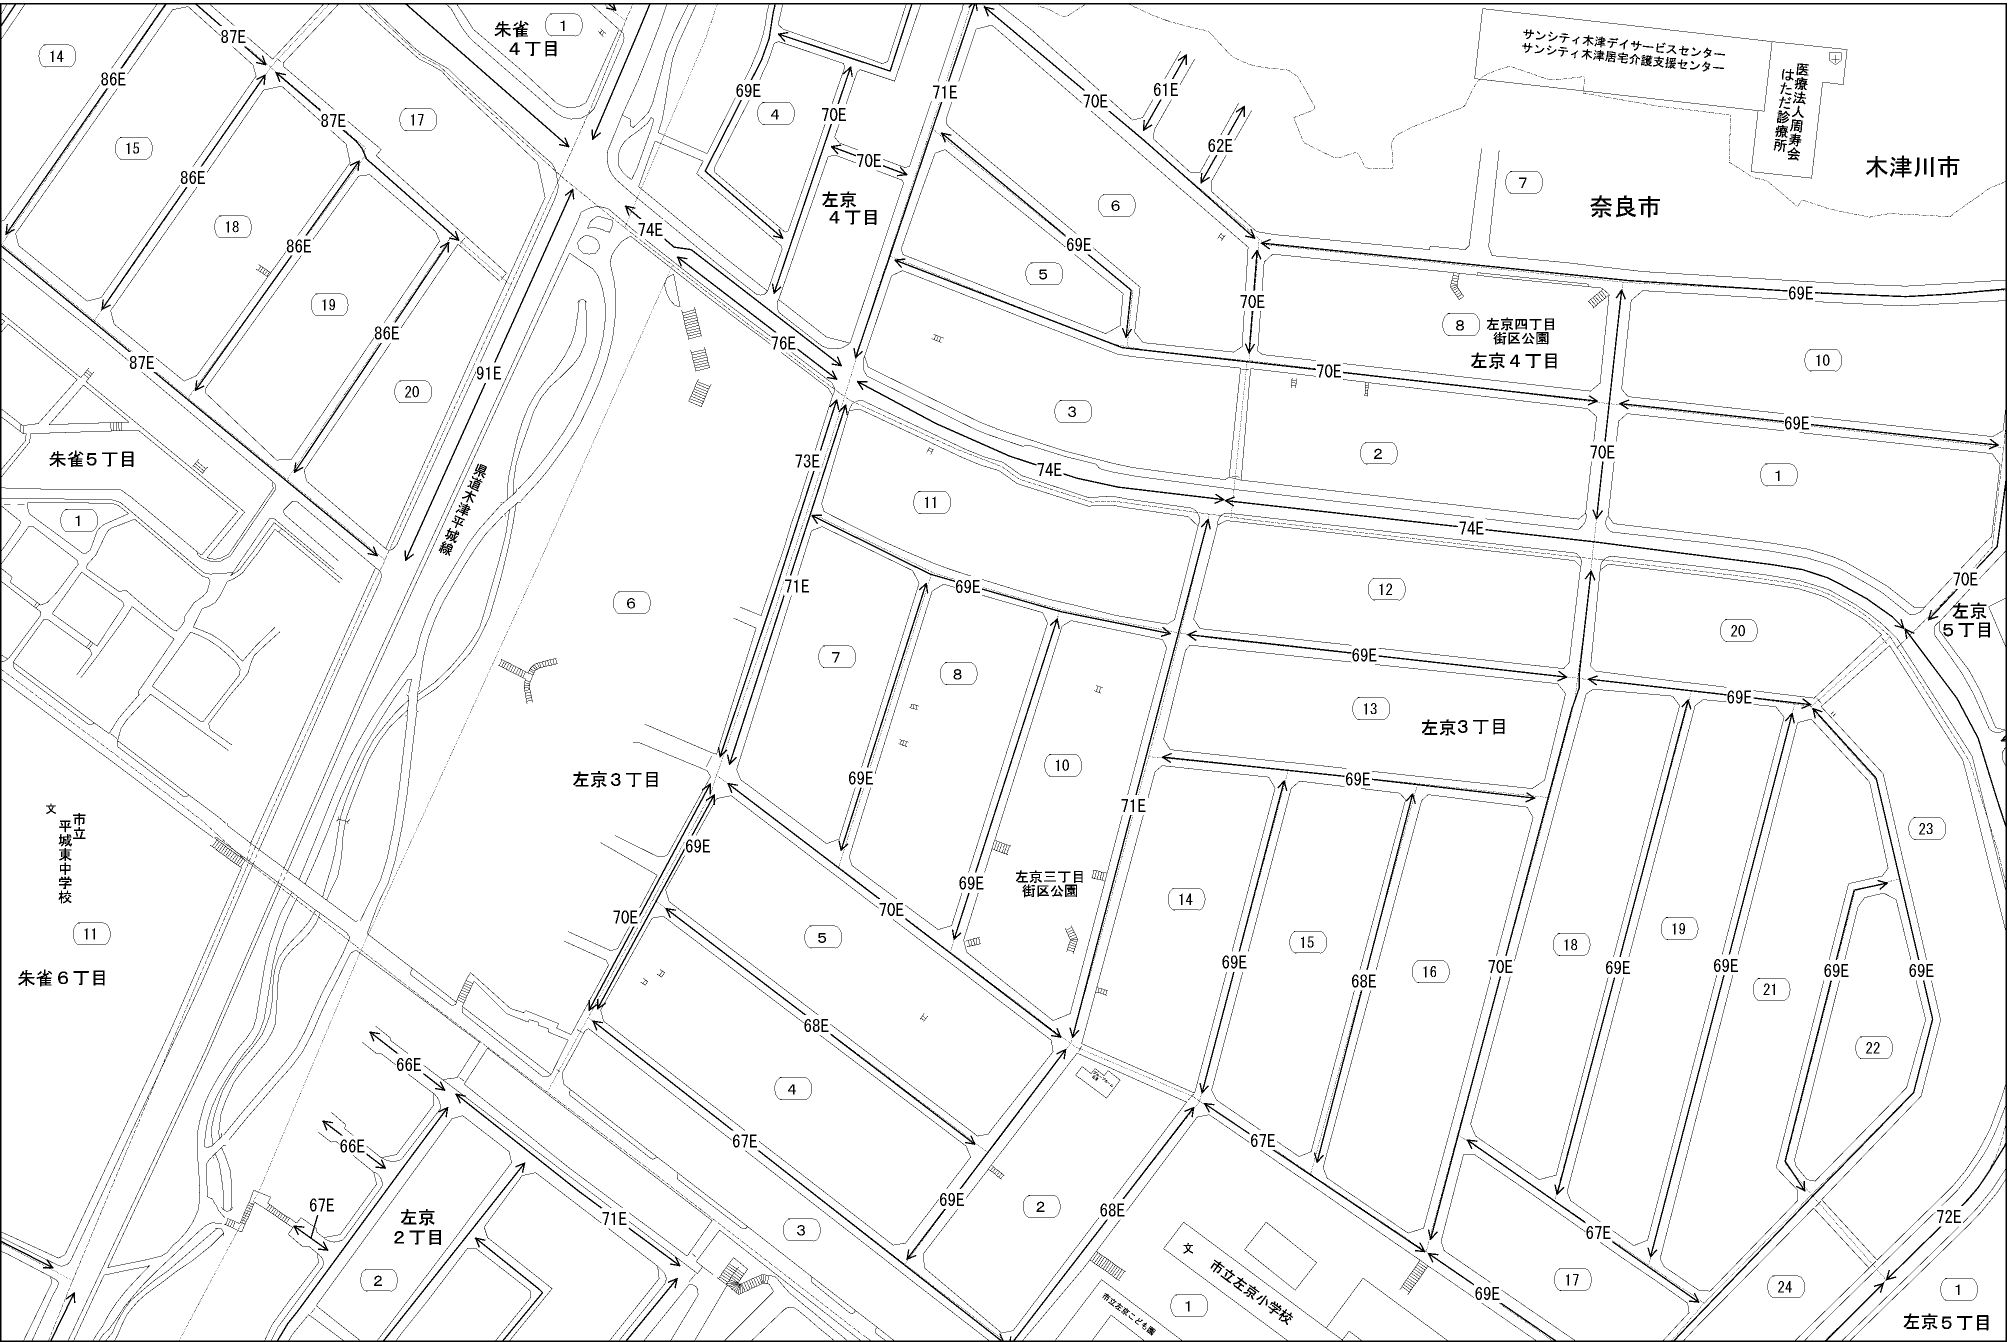 朱雀
４丁目
1
87E
14
86E
17
87E
15
86E
18
86E
19
86E
20
87E
91E
朱雀５丁目
1
県道木津平城線
69E
4
70E
70E
71E
左京
４丁目
74E
76E
70E
61E
62E
6
69E
5
サンシティ木津デイサービスセンター
サンシティ木津居宅介護支援センター
医療法人周寿会
はただ診療所
木津川市
奈良市
7
70E
69E
8
左京四丁目
街区公園
左京４丁目
10
70E
69E
3
2
70E
1
74E
74E
70E
左京
５丁目
73E
11
71E
69E
12
6
20
7
8
69E
69E
13
左京３丁目
左京３丁目
10
69E
69E
71E
69E
69E
左京三丁目
街区公園
23
市立
平城東中学校
文
11
朱雀６丁目
70E
70E
5
14
15
69E
68E
16
70E
18
69E
19
69E
21
69E
69E
22
68E
4
66E
66E
67E
67E
左京
２丁目
2
71E
3
69E
2
68E
67E
文
市立左京小学校
市立左京こども園
1
69E
17
67E
72E
24
1
左京５丁目